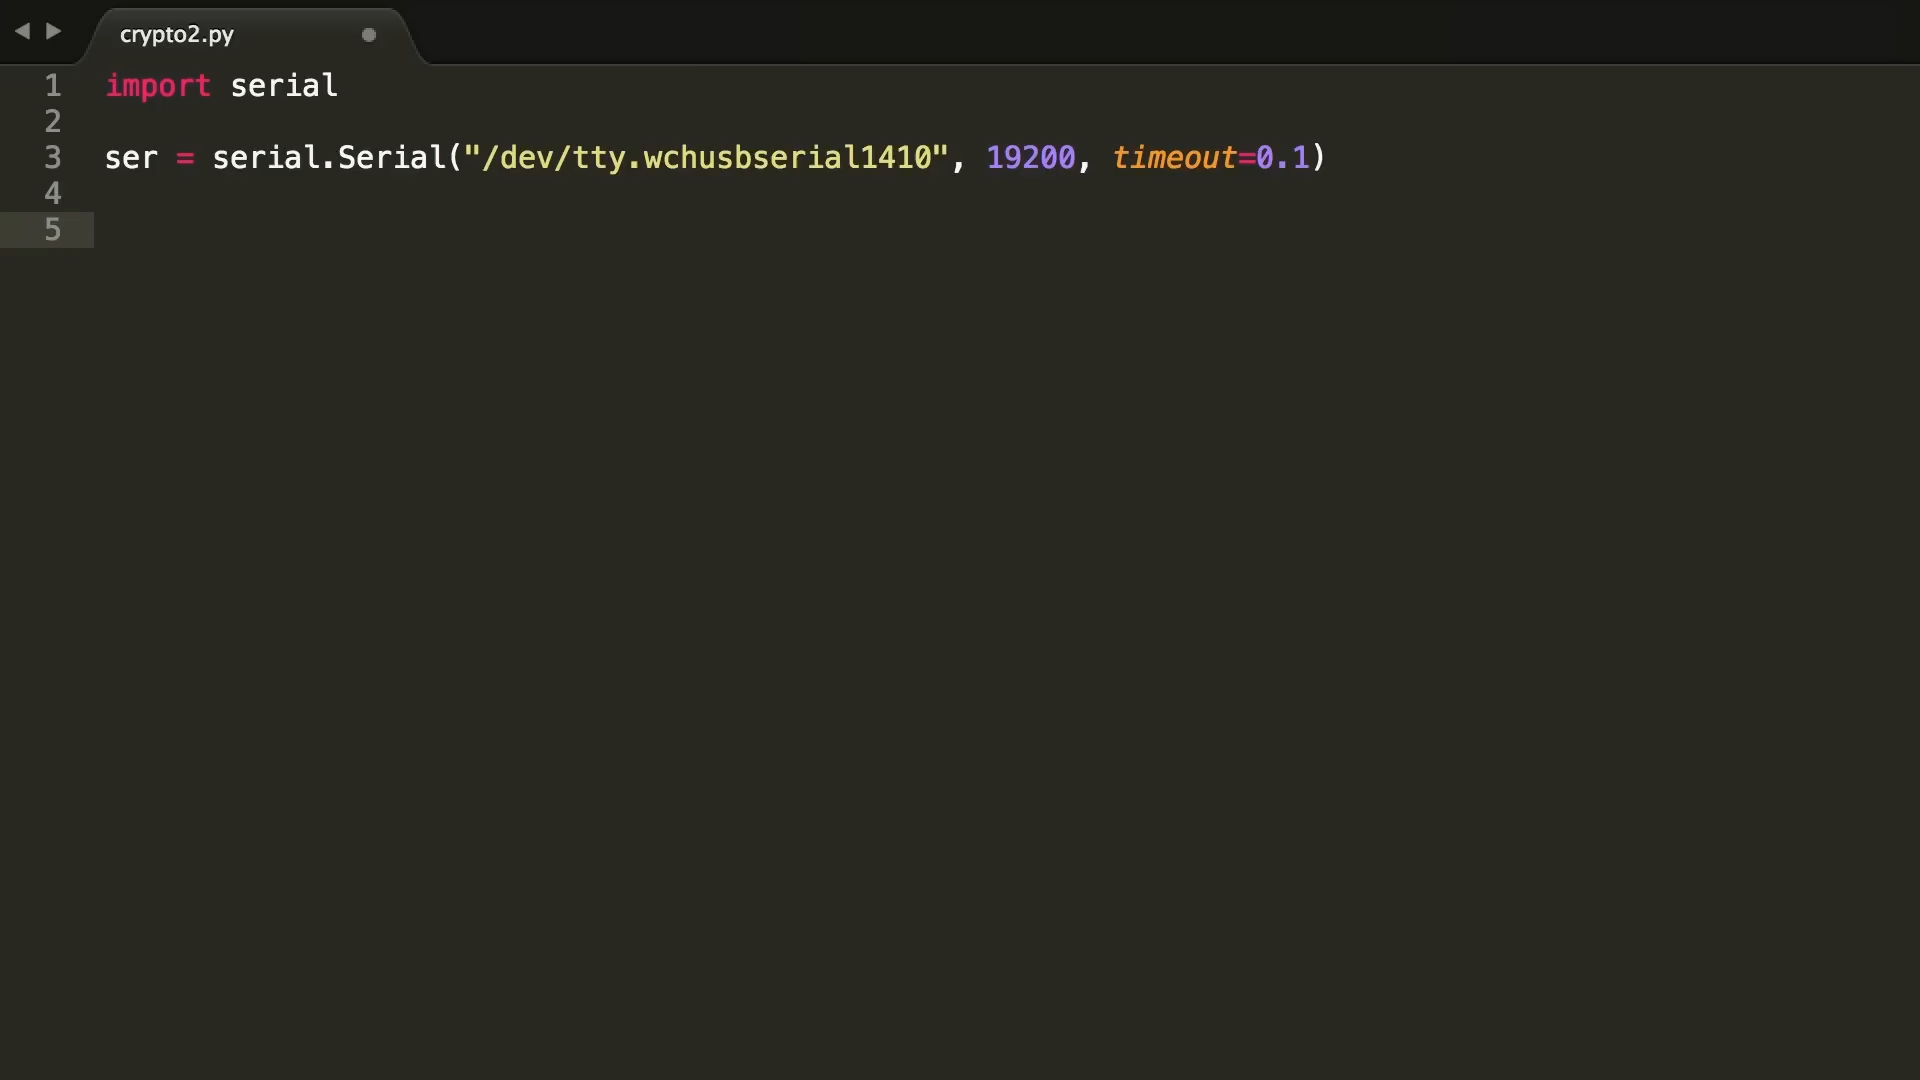 crypto2.py
1 import serial
2
3 ser = serial.Serial("/dev/tty.wchusbserial1410", 19200, timeout=0.1)
4
5